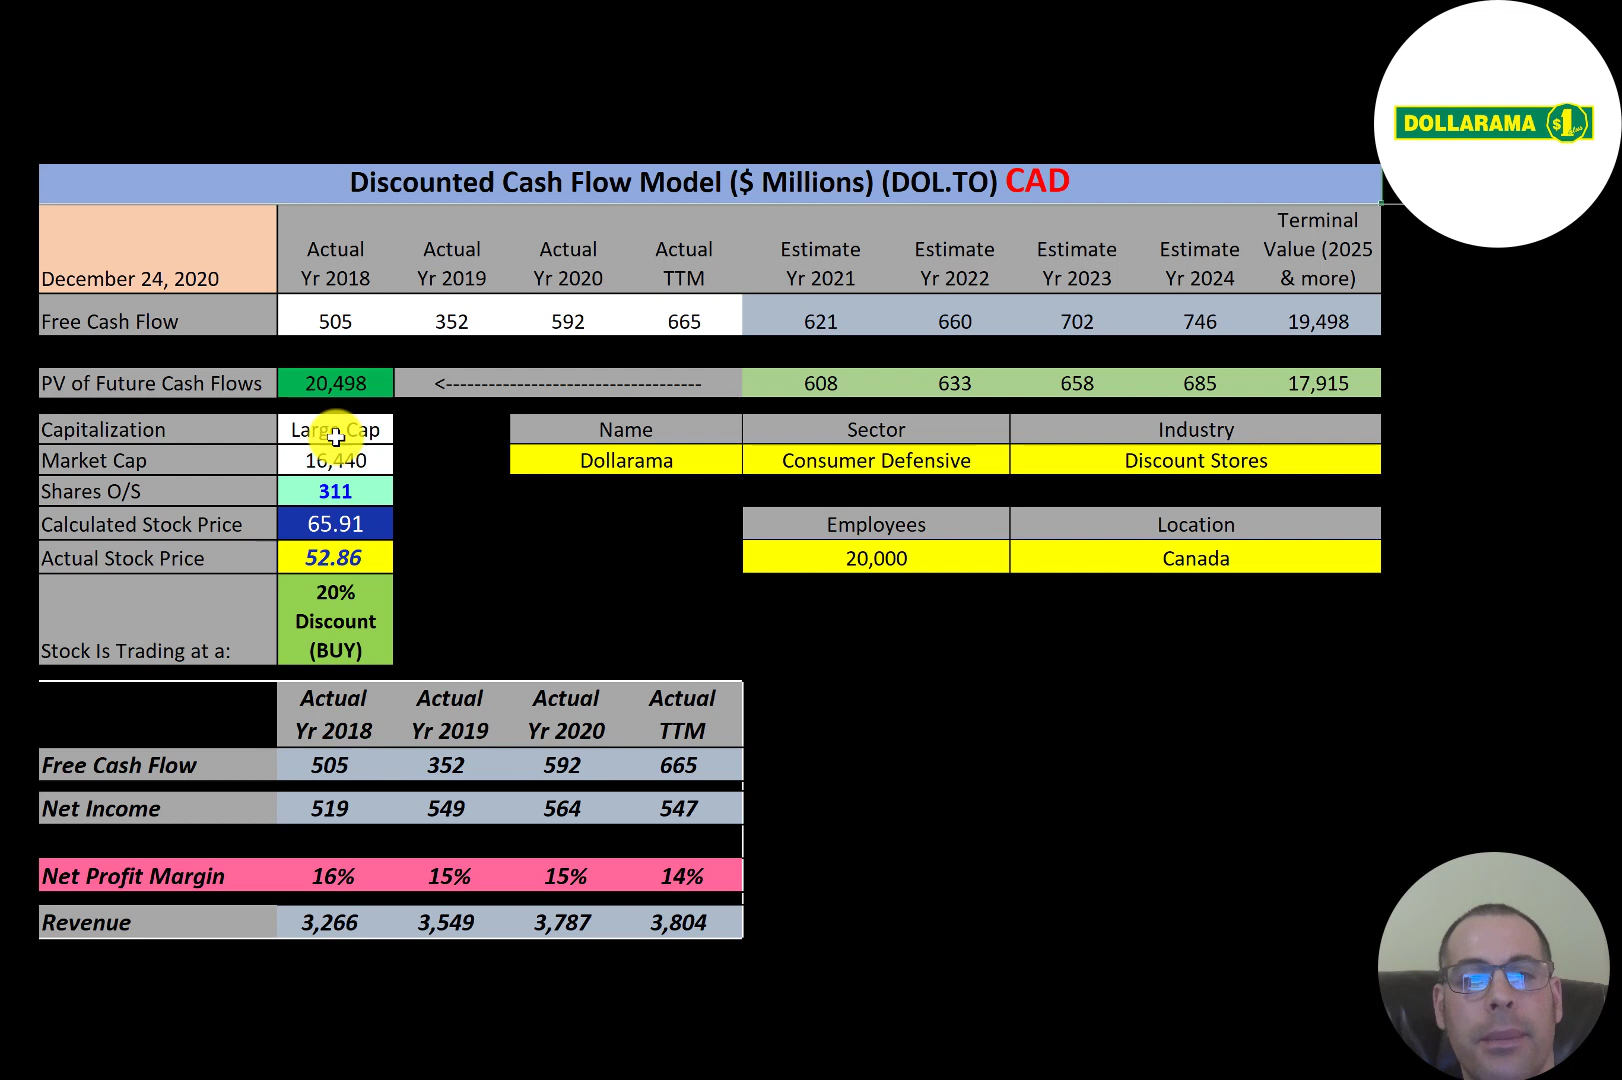 DOLLARAMA $1 plus
Discounted Cash Flow Model ($ Millions) (DOL.TO) CAD
December 24, 2020
Actual Yr 2018
Actual Yr 2019
Actual Yr 2020
Actual TTM
Estimate Yr 2021
Estimate Yr 2022
Estimate Yr 2023
Estimate Yr 2024
Terminal Value (2025 & more)
Free Cash Flow 505 352 592 665 621 660 702 746 19,498
PV of Future Cash Flows 20,498 <------------------------------------- 608 633 658 685 17,915
Capitalization Large Cap
Market Cap 16,440
Shares O/S 311
Calculated Stock Price 65.91
Actual Stock Price 52.86
Stock Is Trading at a: 20% Discount (BUY)
Name Sector Industry
Dollarama Consumer Defensive Discount Stores
Employees Location
20,000 Canada
Actual Yr 2018
Actual Yr 2019
Actual Yr 2020
Actual TTM
Free Cash Flow 505 352 592 665
Net Income 519 549 564 547
Net Profit Margin 16% 15% 15% 14%
Revenue 3,266 3,549 3,787 3,804